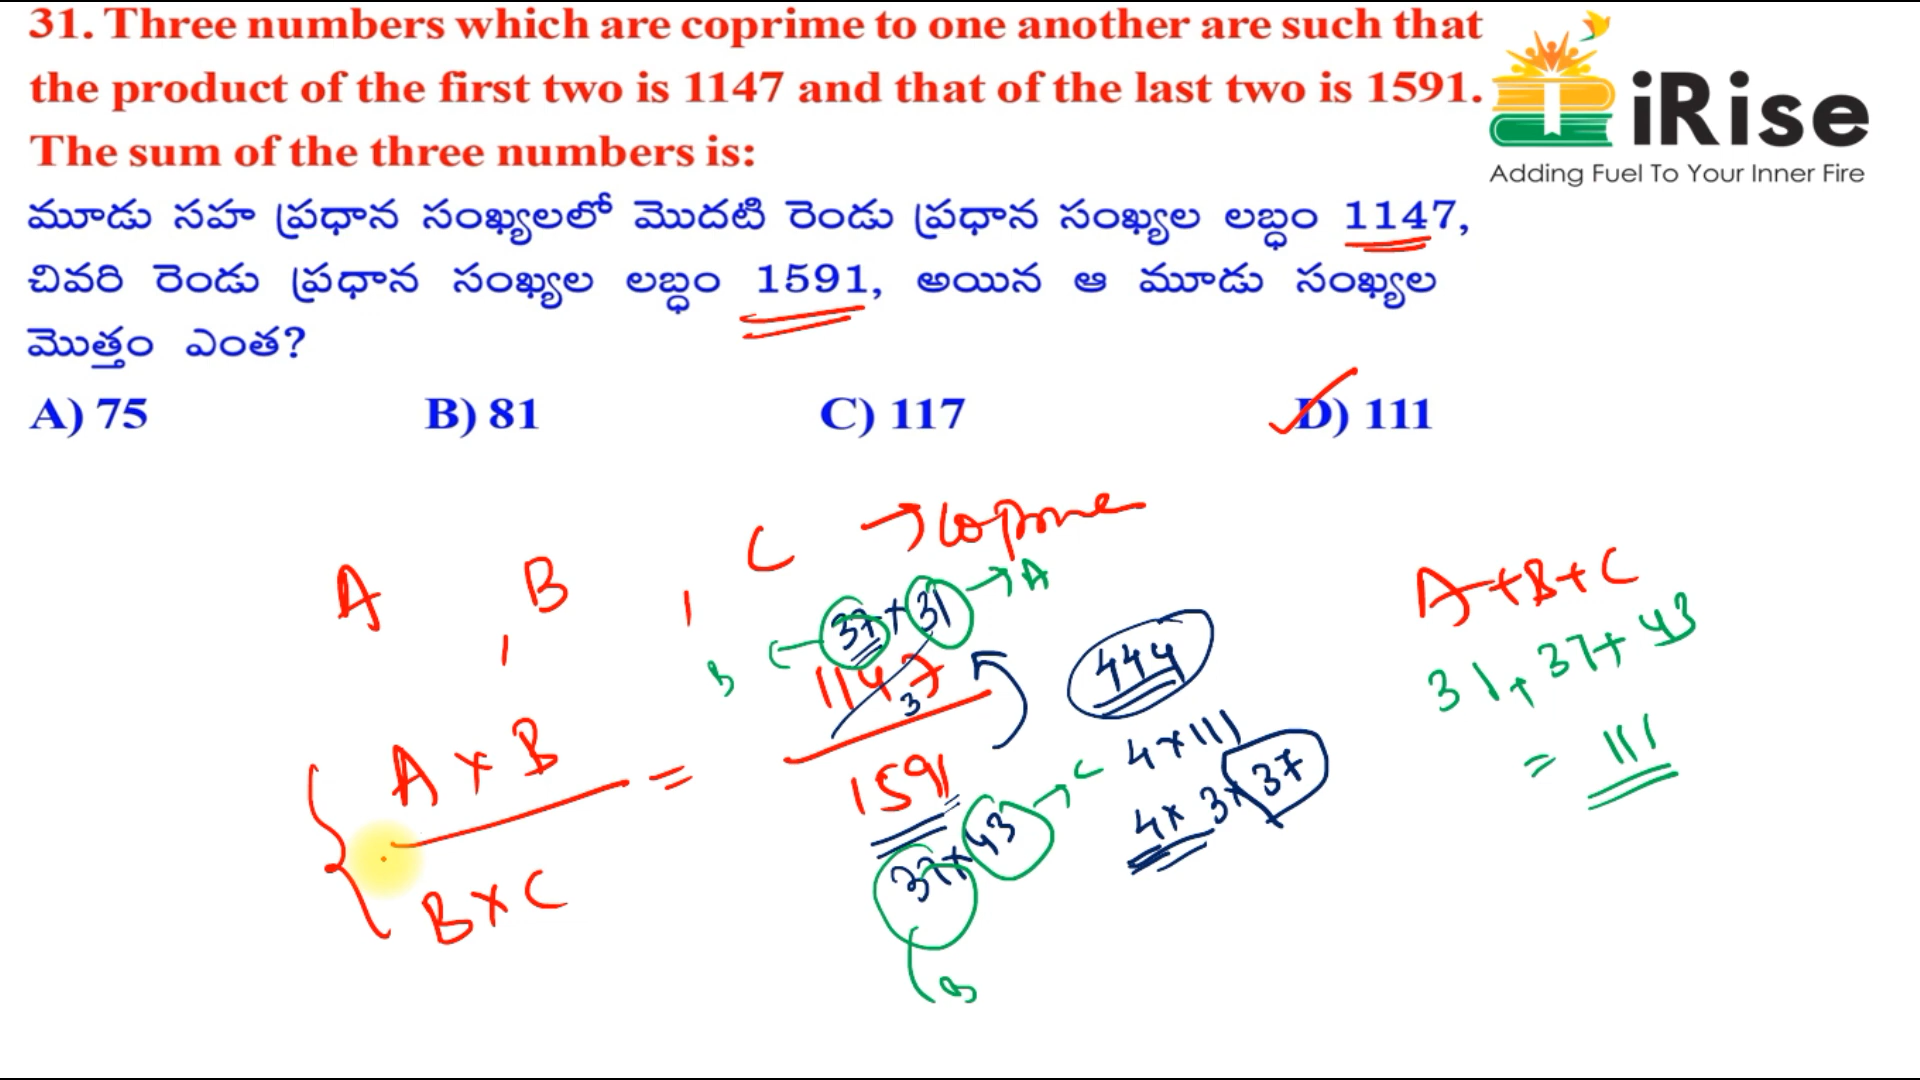 31. Three numbers which are coprime to one another are such that
the product of the first two is 1147 and that of the last two is 1591.
The sum of the three numbers is:
మూడు సహ ప్రధాన సంఖ్యలలో మొదటి రెండు ప్రధాన సంఖ్యల లబ్ధం 1147,
చివరి రెండు ప్రధాన సంఖ్యల లబ్ధం 1591, అయిన ఆ మూడు సంఖ్యల
మొత్తం ఎంత?
A) 75 B) 81 C) 117 D) 111
iRise
Adding Fuel To Your Inner Fire
A , B , C → Coprime
37 × 31 → A
B
1147
3
A × B =
1591
B × C
37 × 43 → C
B
444
4 × 111
4 × 3 × 37
A + B + C
31 + 37 + 43
= 111